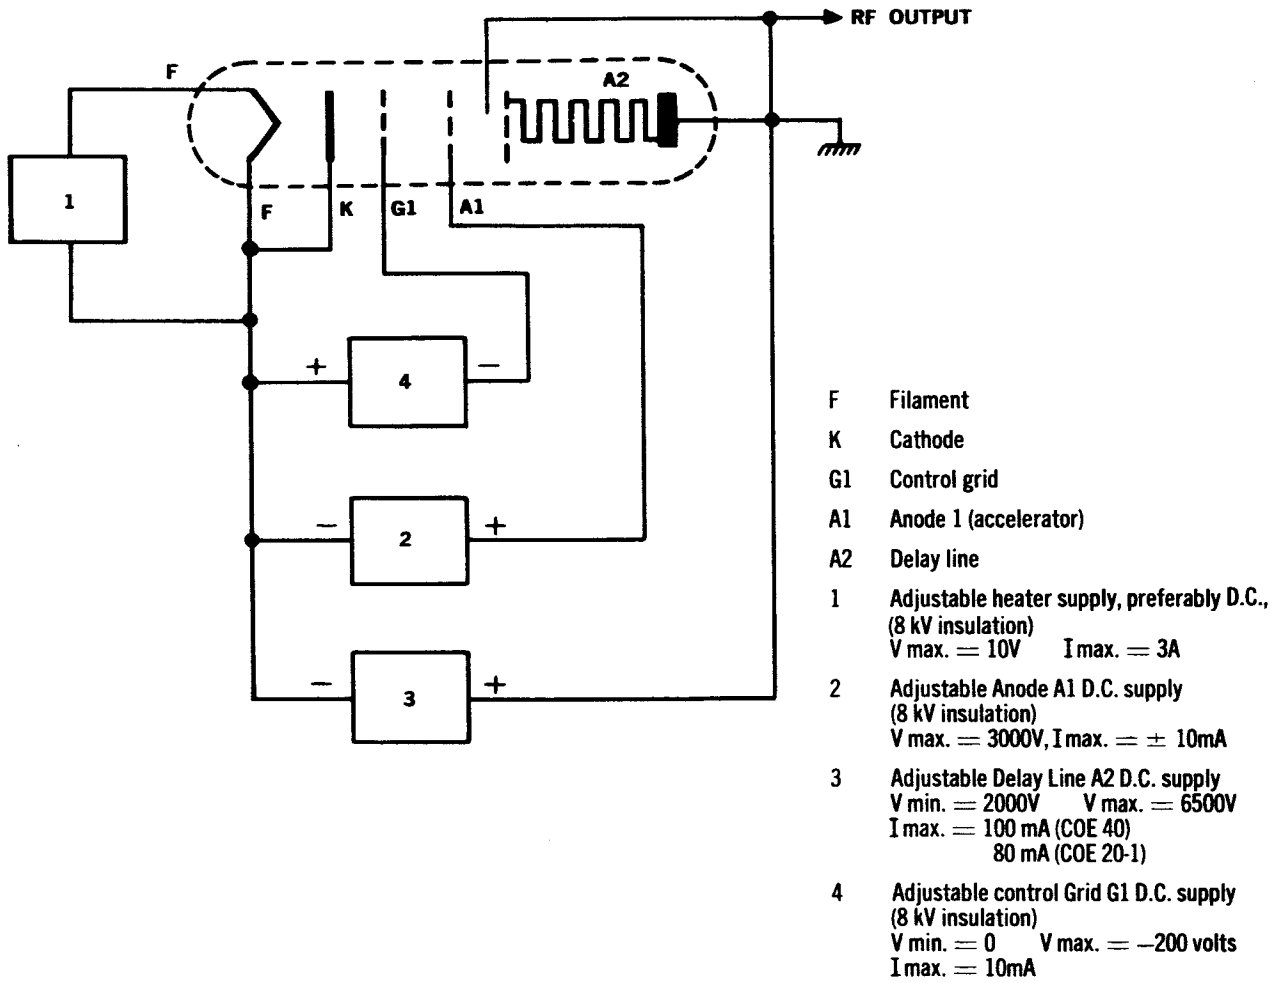 RF OUTPUT
F
A2
1
F
K
G1
A1
+
4
−
−
2
+
−
3
+
F Filament
K Cathode
G1 Control grid
A1 Anode 1 (accelerator)
A2 Delay line
1 Adjustable heater supply, preferably D.C.,
(8 kV insulation)
V max. = 10V I max. = 3A
2 Adjustable Anode A1 D.C. supply
(8 kV insulation)
V max. = 3000V, I max. = ± 10mA
3 Adjustable Delay Line A2 D.C. supply
V min. = 2000V V max. = 6500V
I max. = 100 mA (COE 40)
80 mA (COE 20-1)
4 Adjustable control Grid G1 D.C. supply
(8 kV insulation)
V min. = 0 V max. = −200 volts
I max. = 10mA